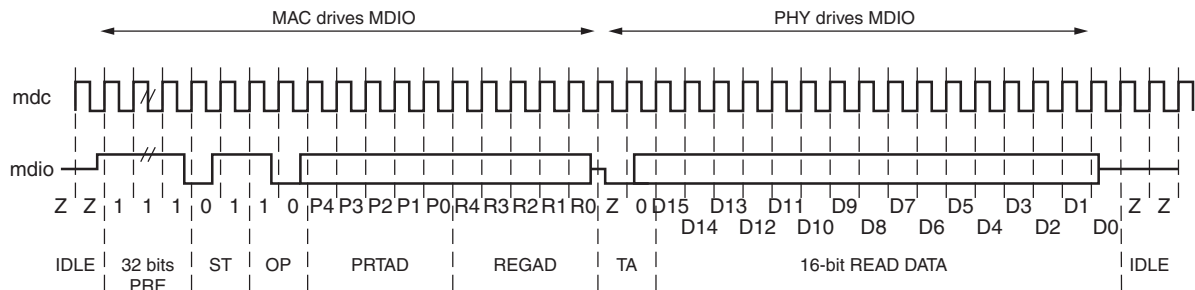 MAC drives MDIO PHY drives MDIO
mdc
mdio
Z Z 1 1 1 0 1 1 0 P4 P3 P2 P1 P0 R4 R3 R2 R1 R0 Z 0 D15 D13 D11 D9 D7 D5 D3 D1 Z Z
D14 D12 D10 D8 D6 D4 D2 D0
IDLE 32 bits ST OP PRTAD REGAD TA 16-bit READ DATA IDLE
PRE